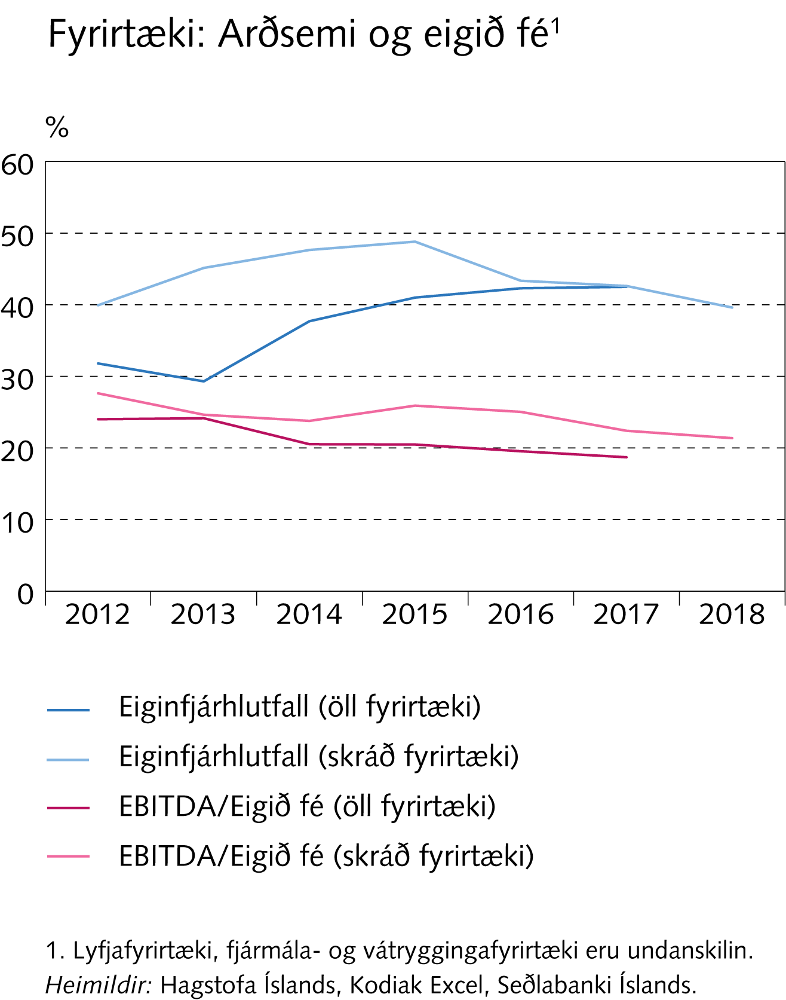 Fyrirtæki: Arðsemi og eigið fé¹
%
60
50
40
30
20
10
0
2012 2013 2014 2015 2016 2017 2018
Eiginfjárhlutfall (öll fyrirtæki)
Eiginfjárhlutfall (skráð fyrirtæki)
EBITDA/Eigið fé (öll fyrirtæki)
EBITDA/Eigið fé (skráð fyrirtæki)
1. Lyfjafyrirtæki, fjármála- og vátryggingafyrirtæki eru undanskilin.
Heimildir: Hagstofa Íslands, Kodiak Excel, Seðlabanki Íslands.